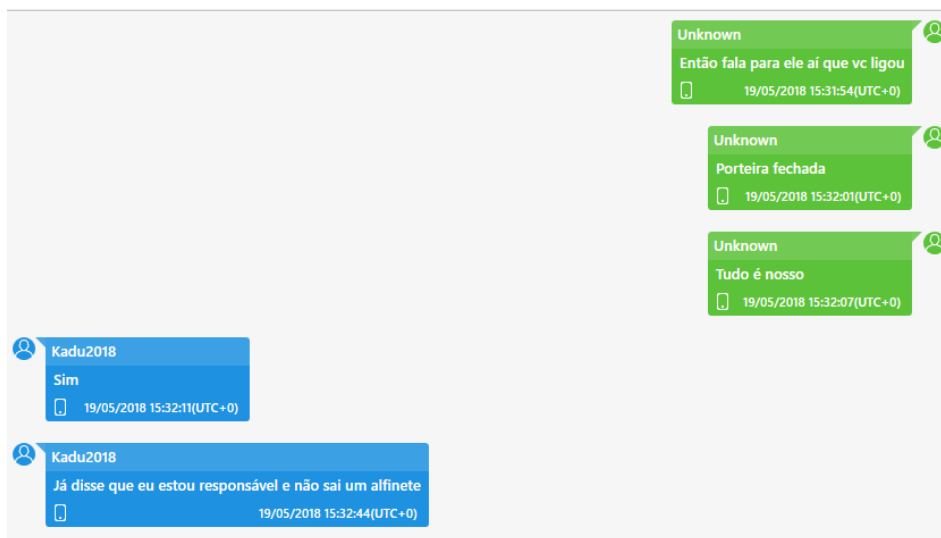 Unknown
Então fala para ele aí que vc ligou
19/05/2018 15:31:54(UTC+0)
Unknown
Porteira fechada
19/05/2018 15:32:01(UTC+0)
Unknown
Tudo é nosso
19/05/2018 15:32:07(UTC+0)
Kadu2018
Sim
19/05/2018 15:32:11(UTC+0)
Kadu2018
Já disse que eu estou responsável e não sai um alfinete
19/05/2018 15:32:44(UTC+0)